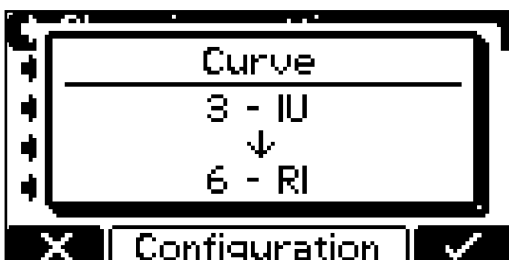 Curve
3 - IU
↓
6 - RI
Configuration